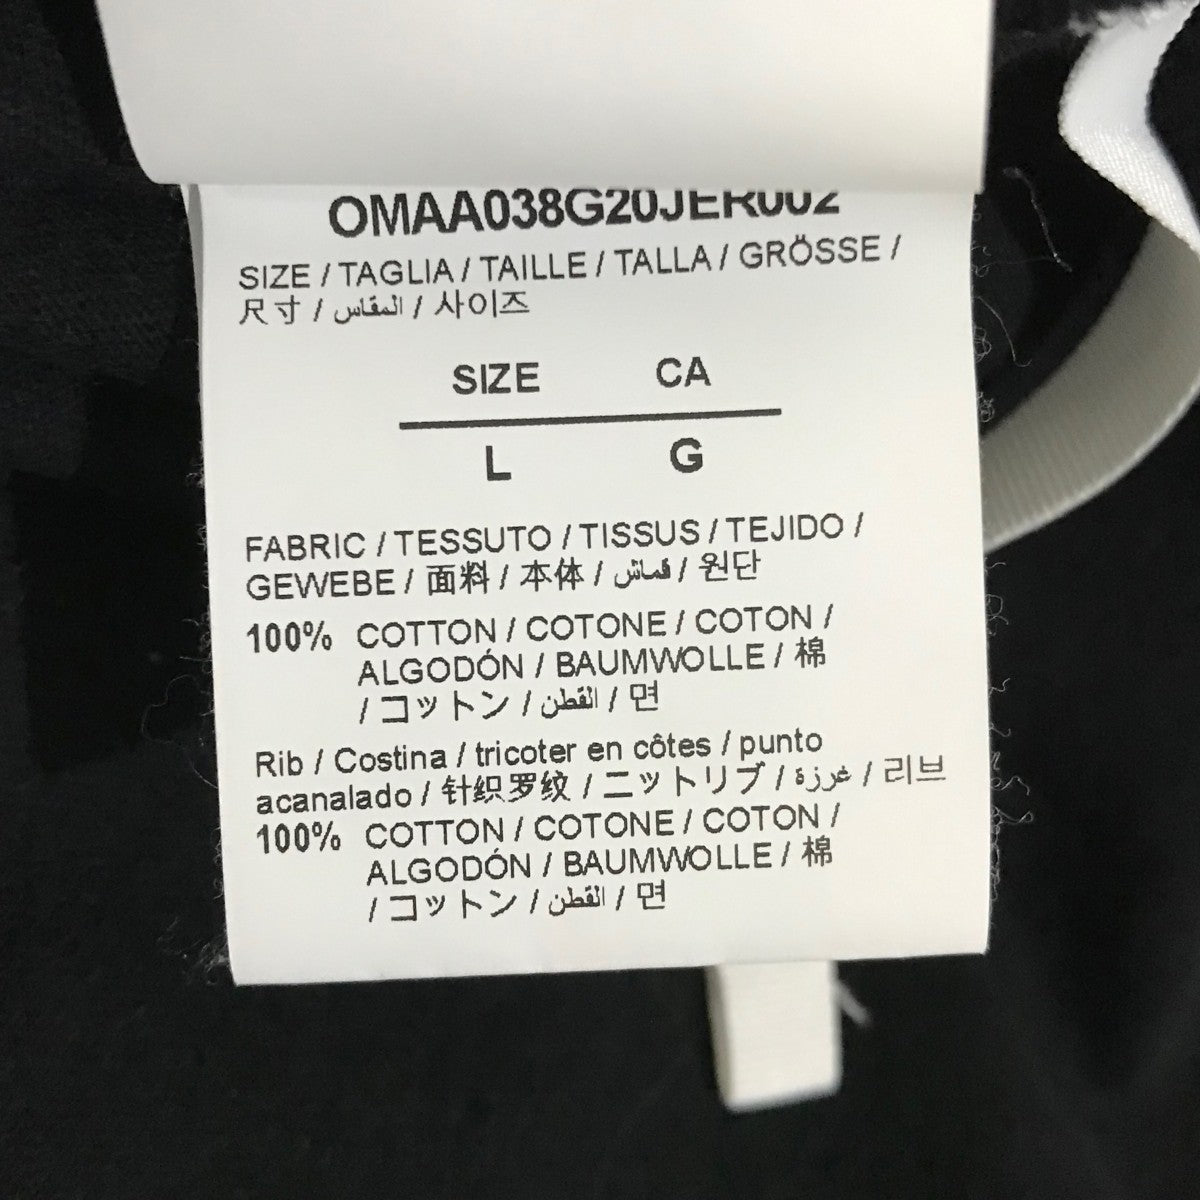 OMAA038G20JER002
SIZE / TAGLIA / TAILLE / TALLA / GRÖSSE /
尺寸 / المقاس / 사이즈
SIZE CA
L G
FABRIC / TESSUTO / TISSUS / TEJIDO /
GEWEBE / 面料 / 本体 / قماش / 원단
100% COTTON / COTONE / COTON /
ALGODÓN / BAUMWOLLE / 棉
/ コットン / القطن / 면
Rib / Costina / tricoter en côtes / punto
acanalado / 针织罗纹 / ニットリブ / غرزة / 리브
100% COTTON / COTONE / COTON /
ALGODÓN / BAUMWOLLE / 棉
/ コットン / القطن / 면